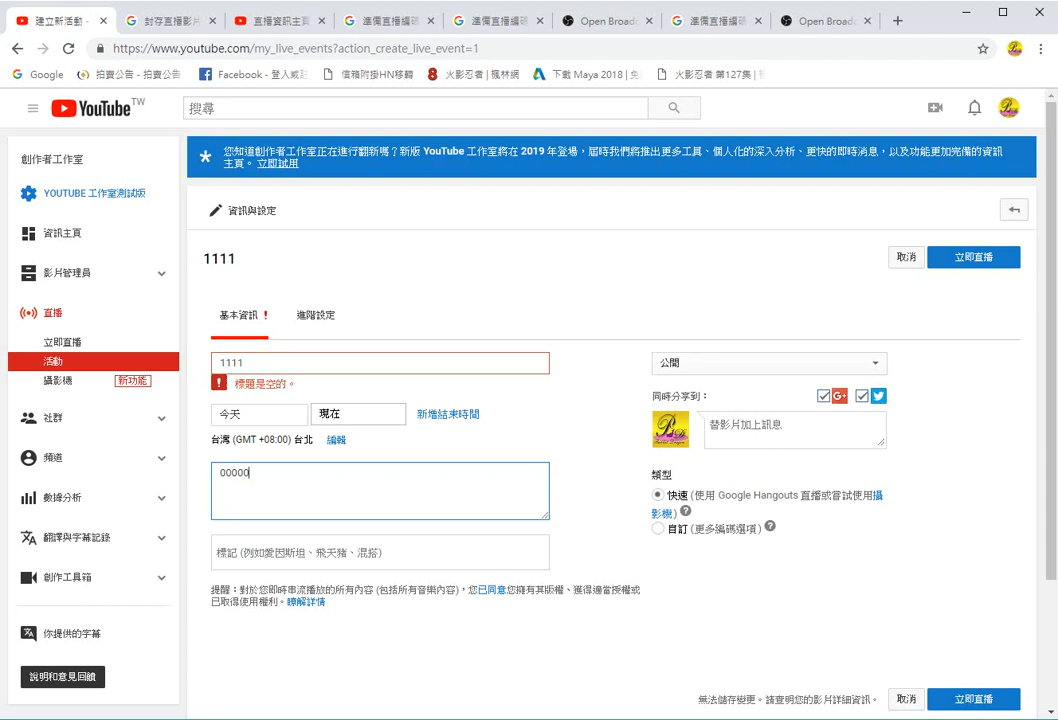 建立新活動 -
封存直播影片
直播資訊主頁
準備直播編碼
準備直播編碼
Open Broadc
準備直播編碼
Open Broadc
https://www.youtube.com/my_live_events?action_create_live_event=1
Google
拍賣公告 - 拍賣公告
Facebook - 登入或註
信箱附掛HN移轉
火影忍者 | 楓林網
下載 Maya 2018 | 免
火影忍者 第127集 |
YouTube TW
搜尋
創作者工作室
YOUTUBE 工作室測試版
資訊主頁
影片管理員
直播
立即直播
活動
攝影機 新功能
社群
頻道
數據分析
翻譯與字幕記錄
創作工具箱
你提供的字幕
說明和意見回饋
您知道創作者工作室正在進行翻新嗎？新版 YouTube 工作室將在 2019 年登場，屆時我們將推出更多工具、個人化的深入分析、更快的即時消息，以及功能更加完備的資訊
主頁。 立即試用
資訊與設定
1111
取消 立即直播
基本資訊 !
進階設定
1111
! 標題是空的。
今天 現在 新增結束時間
台灣 (GMT +08:00) 台北 編輯
00000
標記 (例如愛因斯坦、飛天豬、混搭)
提醒：對於您即時串流播放的所有內容 (包括所有音樂內容)，您已同意您擁有其版權、獲得適當授權或
已取得使用權利。瞭解詳情
公開
同時分享到：
G+
替影片加上訊息
類型
快速 (使用 Google Hangouts 直播或嘗試使用攝
影機) ?
自訂 (更多編碼選項) ?
無法儲存變更。請查明您的影片詳細資訊。
取消 立即直播